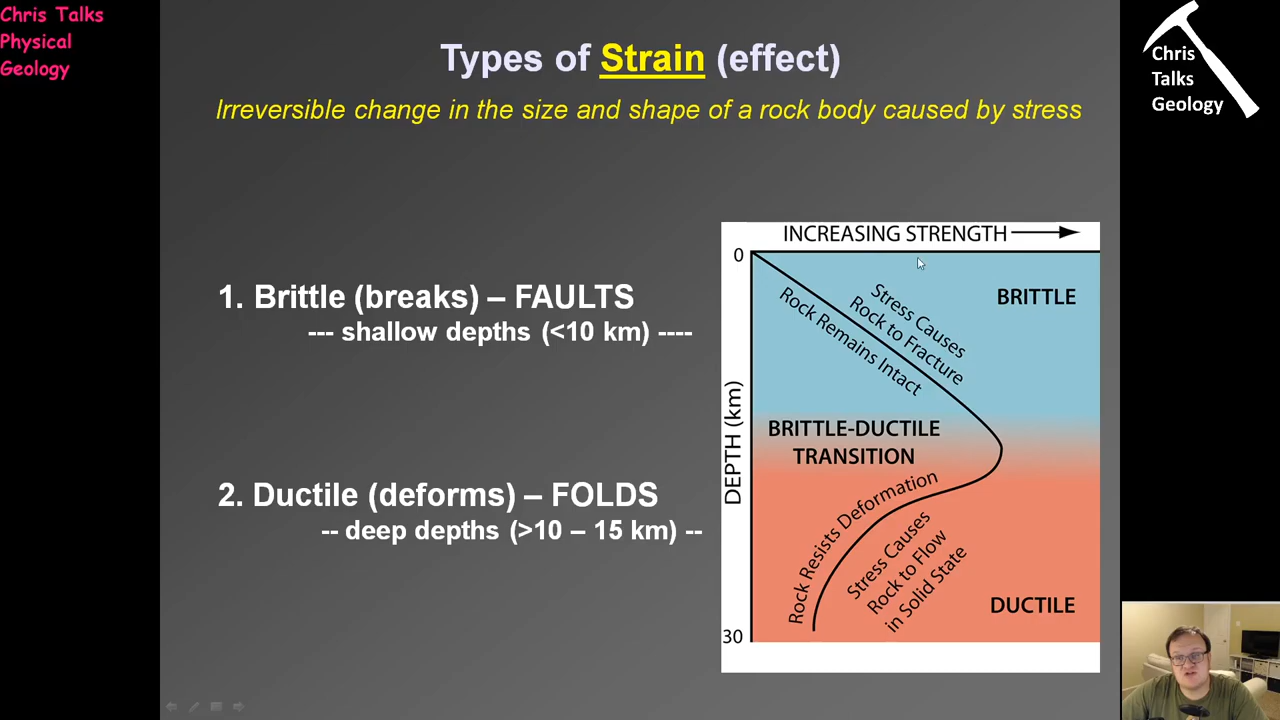 Chris Talks
Physical
Geology
Types of Strain (effect)
Irreversible change in the size and shape of a rock body caused by stress
Chris
Talks
Geology
1. Brittle (breaks) – FAULTS
--- shallow depths (<10 km) ----
2. Ductile (deforms) – FOLDS
-- deep depths (>10 – 15 km) --
INCREASING STRENGTH
0
BRITTLE
Stress Causes
Rock to Fracture
Rock Remains Intact
DEPTH (km)
BRITTLE-DUCTILE
TRANSITION
Rock Resists Deformation
Stress Causes
Rock to Flow
in Solid State
DUCTILE
30